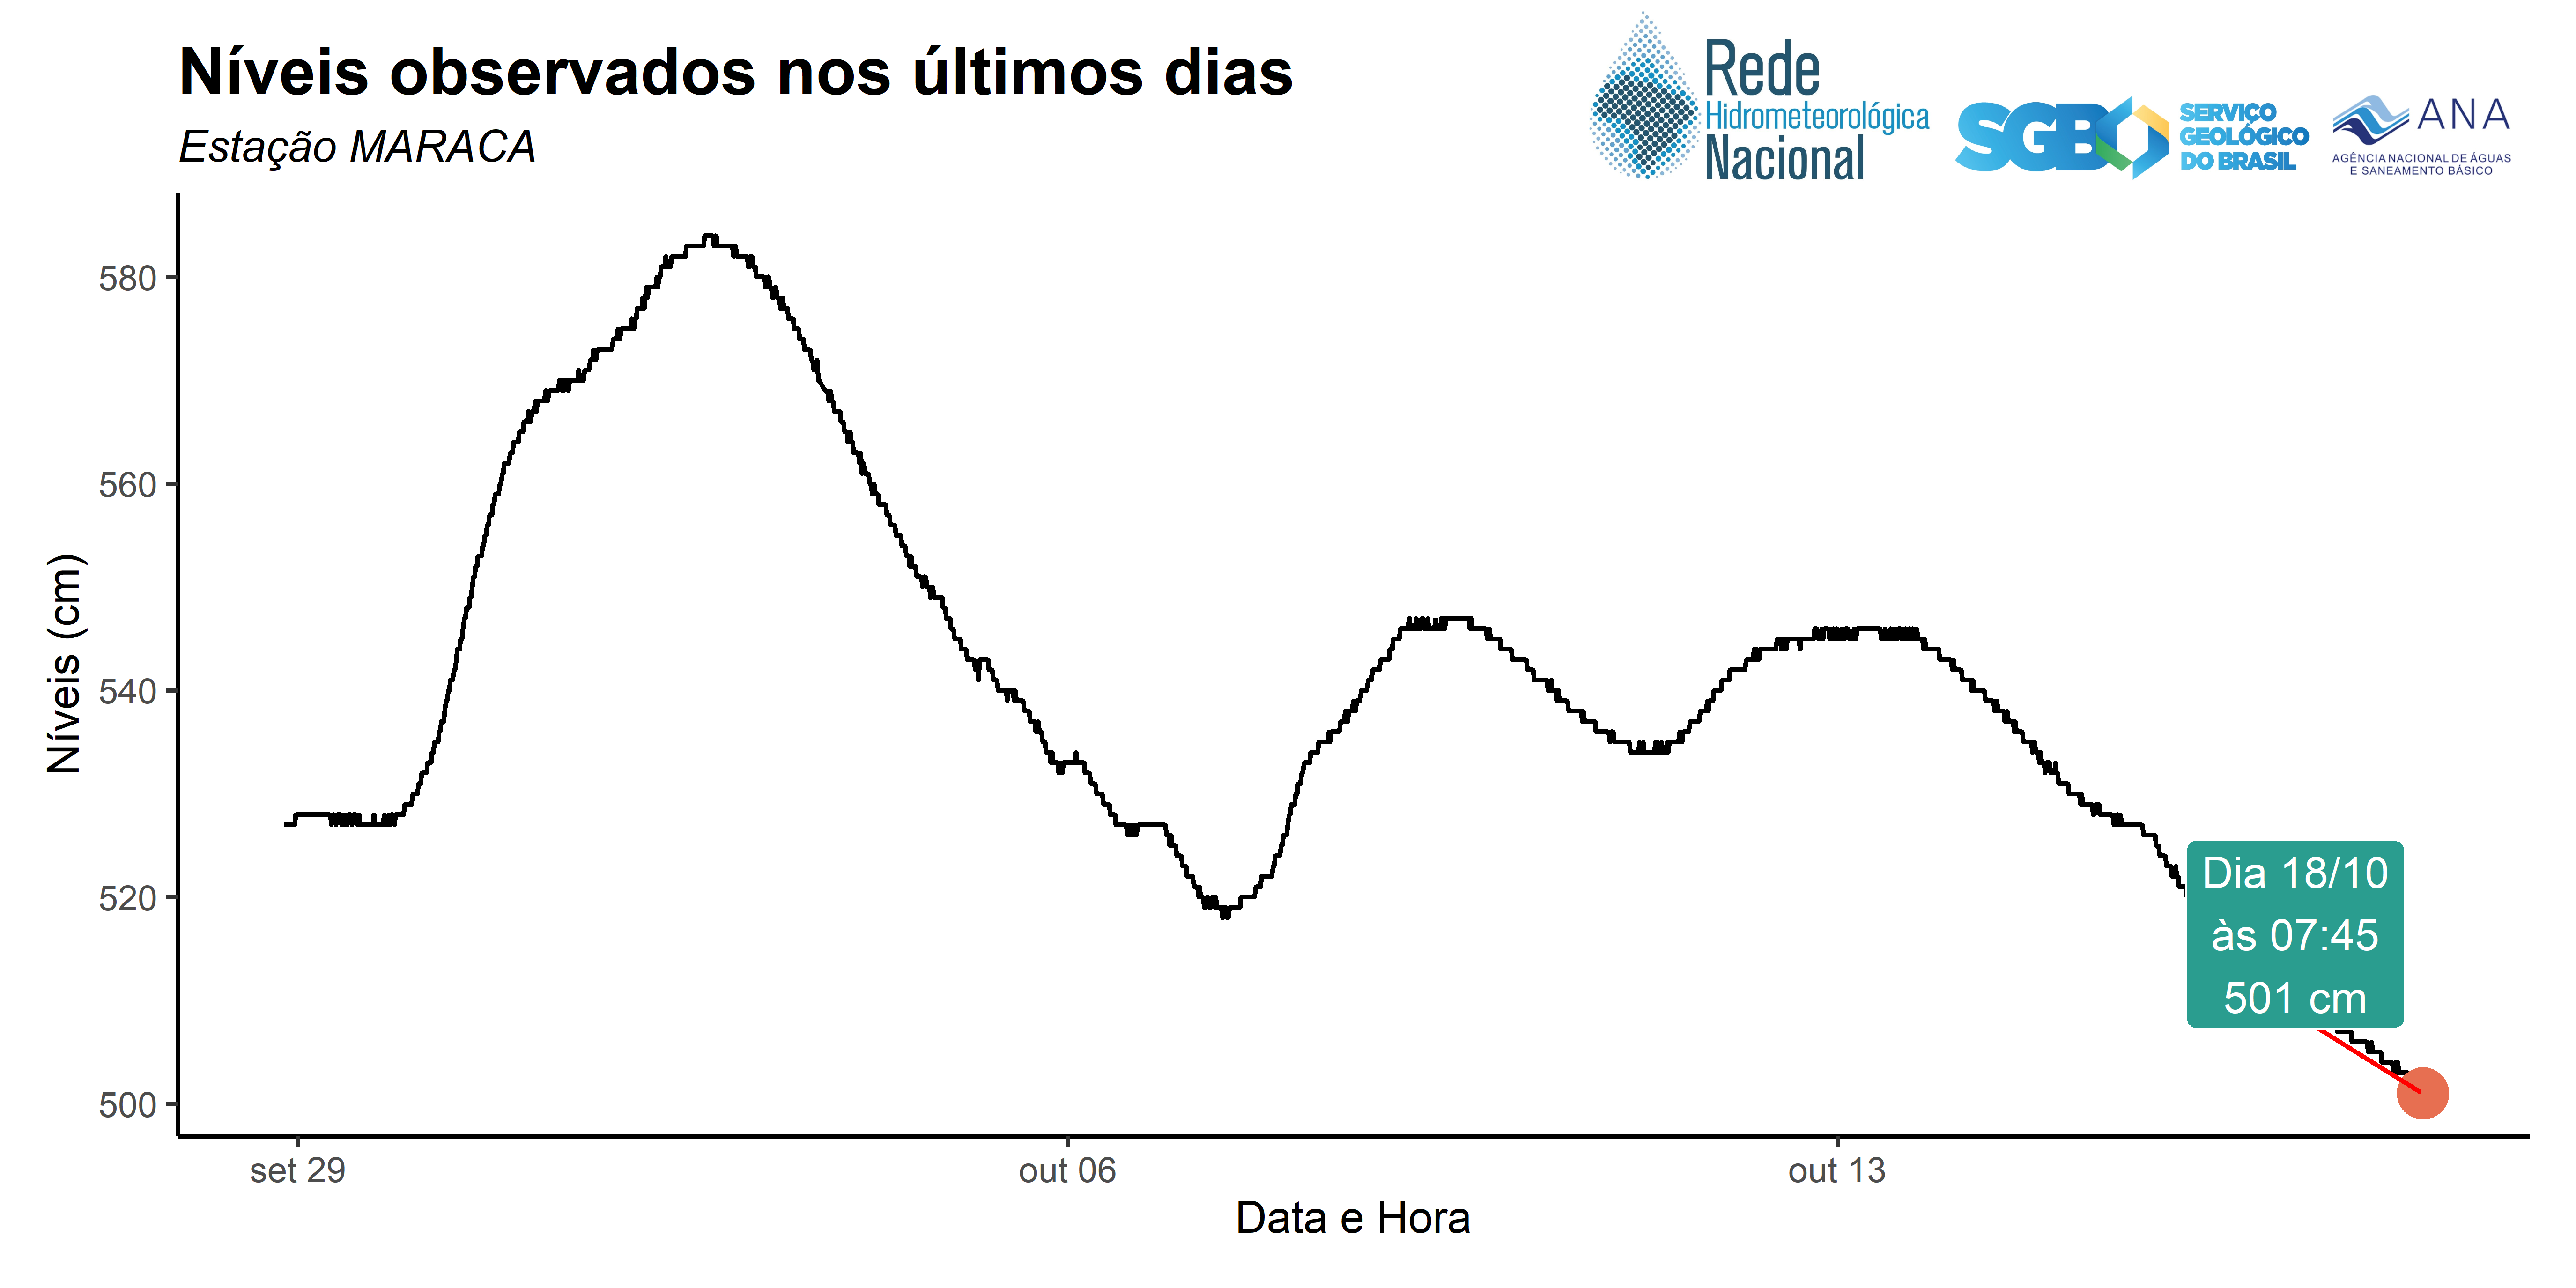 Níveis observados nos últimos dias
Estação MARACA
Rede
Hidrometeorológica
Nacional
SGB
SERVIÇO
GEOLÓGICO
DO BRASIL
ANA
AGÊNCIA NACIONAL DE ÁGUAS
E SANEAMENTO BÁSICO
Níveis (cm)
580
560
540
520
500
Dia 18/10
às 07:45
501 cm
set 29
out 06
out 13
Data e Hora